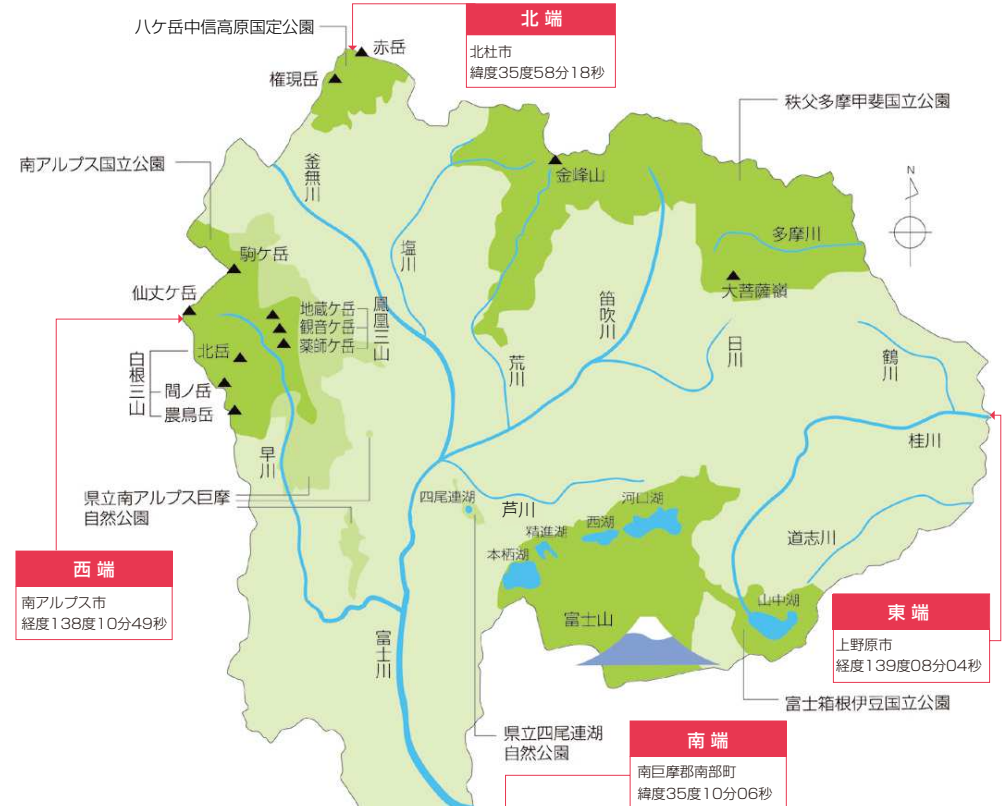 八ケ岳中信高原国定公園
北端
北杜市
緯度35度58分18秒
赤岳
権現岳
秩父多摩甲斐国立公園
南アルプス国立公園
釜無川
金峰山
N
塩川
多摩川
駒ケ岳
大菩薩嶺
仙丈ケ岳
地蔵ケ岳
観音ケ岳
薬師ケ岳
鳳凰三山
笛吹川
日川
鶴川
荒川
白根三山
北岳
間ノ岳
農鳥岳
桂川
早川
県立南アルプス巨摩
自然公園
四尾連湖
芦川
河口湖
西湖
精進湖
本栖湖
道志川
西端
南アルプス市
経度138度10分49秒
山中湖
富士山
東端
上野原市
経度139度08分04秒
富士川
富士箱根伊豆国立公園
県立四尾連湖
自然公園
南端
南巨摩郡南部町
緯度35度10分06秒